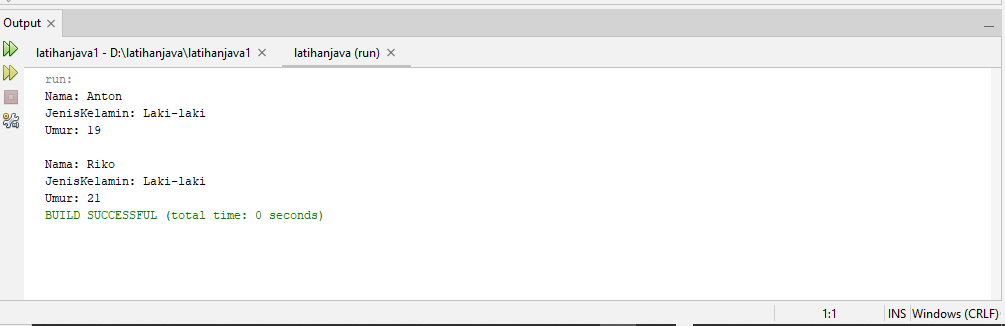 Output
latihanjava1 - D:\latihanjava\latihanjava1
latihanjava (run)
run:
Nama: Anton
JenisKelamin: Laki-laki
Umur: 19
Nama: Riko
JenisKelamin: Laki-laki
Umur: 21
BUILD SUCCESSFUL (total time: 0 seconds)
1:1 INS Windows (CRLF)